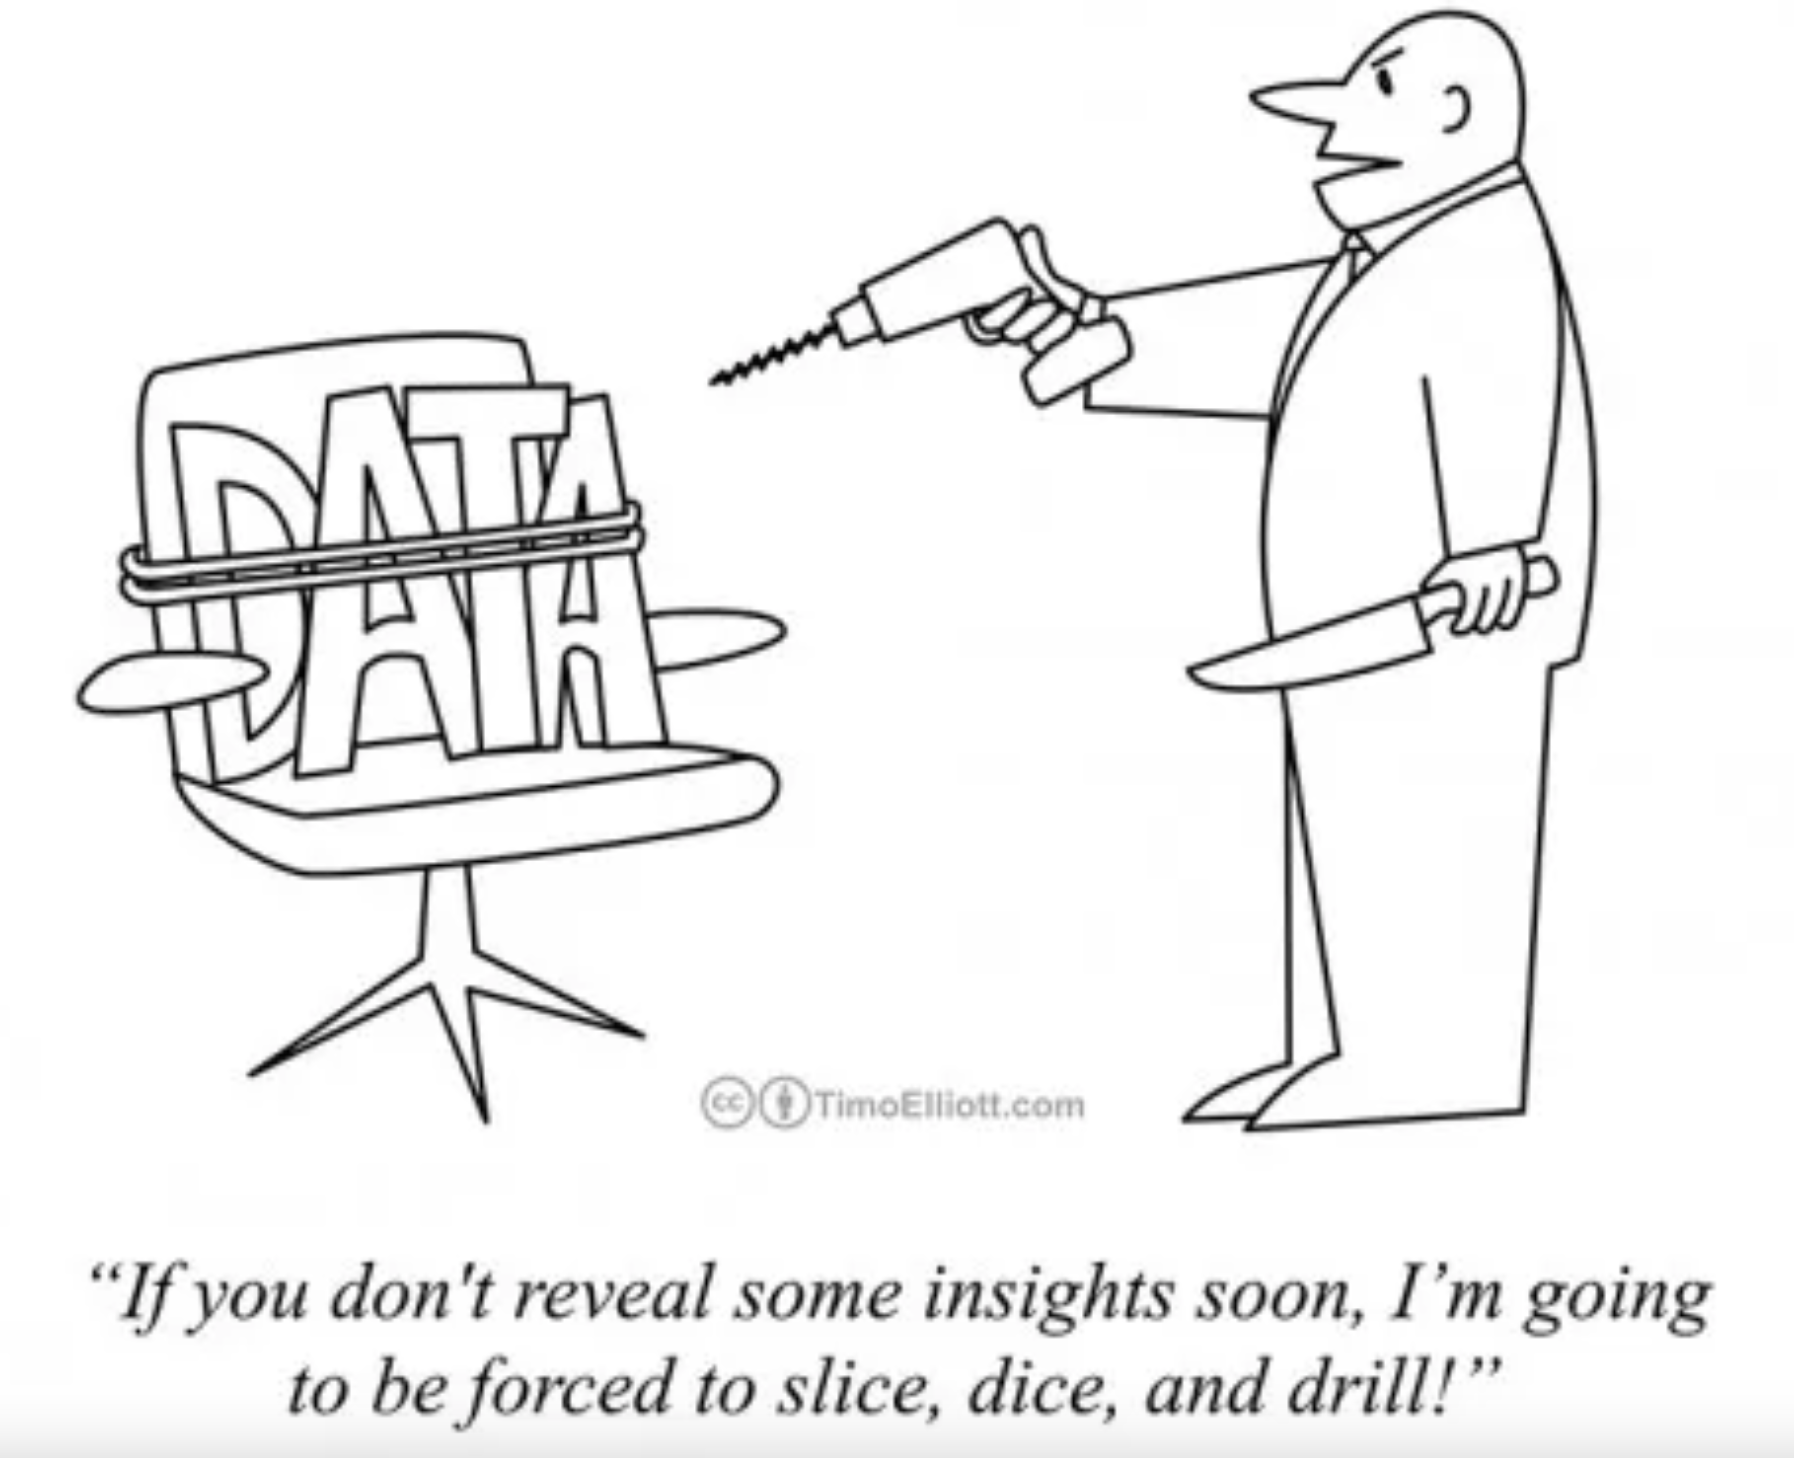 DATA
cc TimoElliott.com
“If you don't reveal some insights soon, I’m going
to be forced to slice, dice, and drill!”